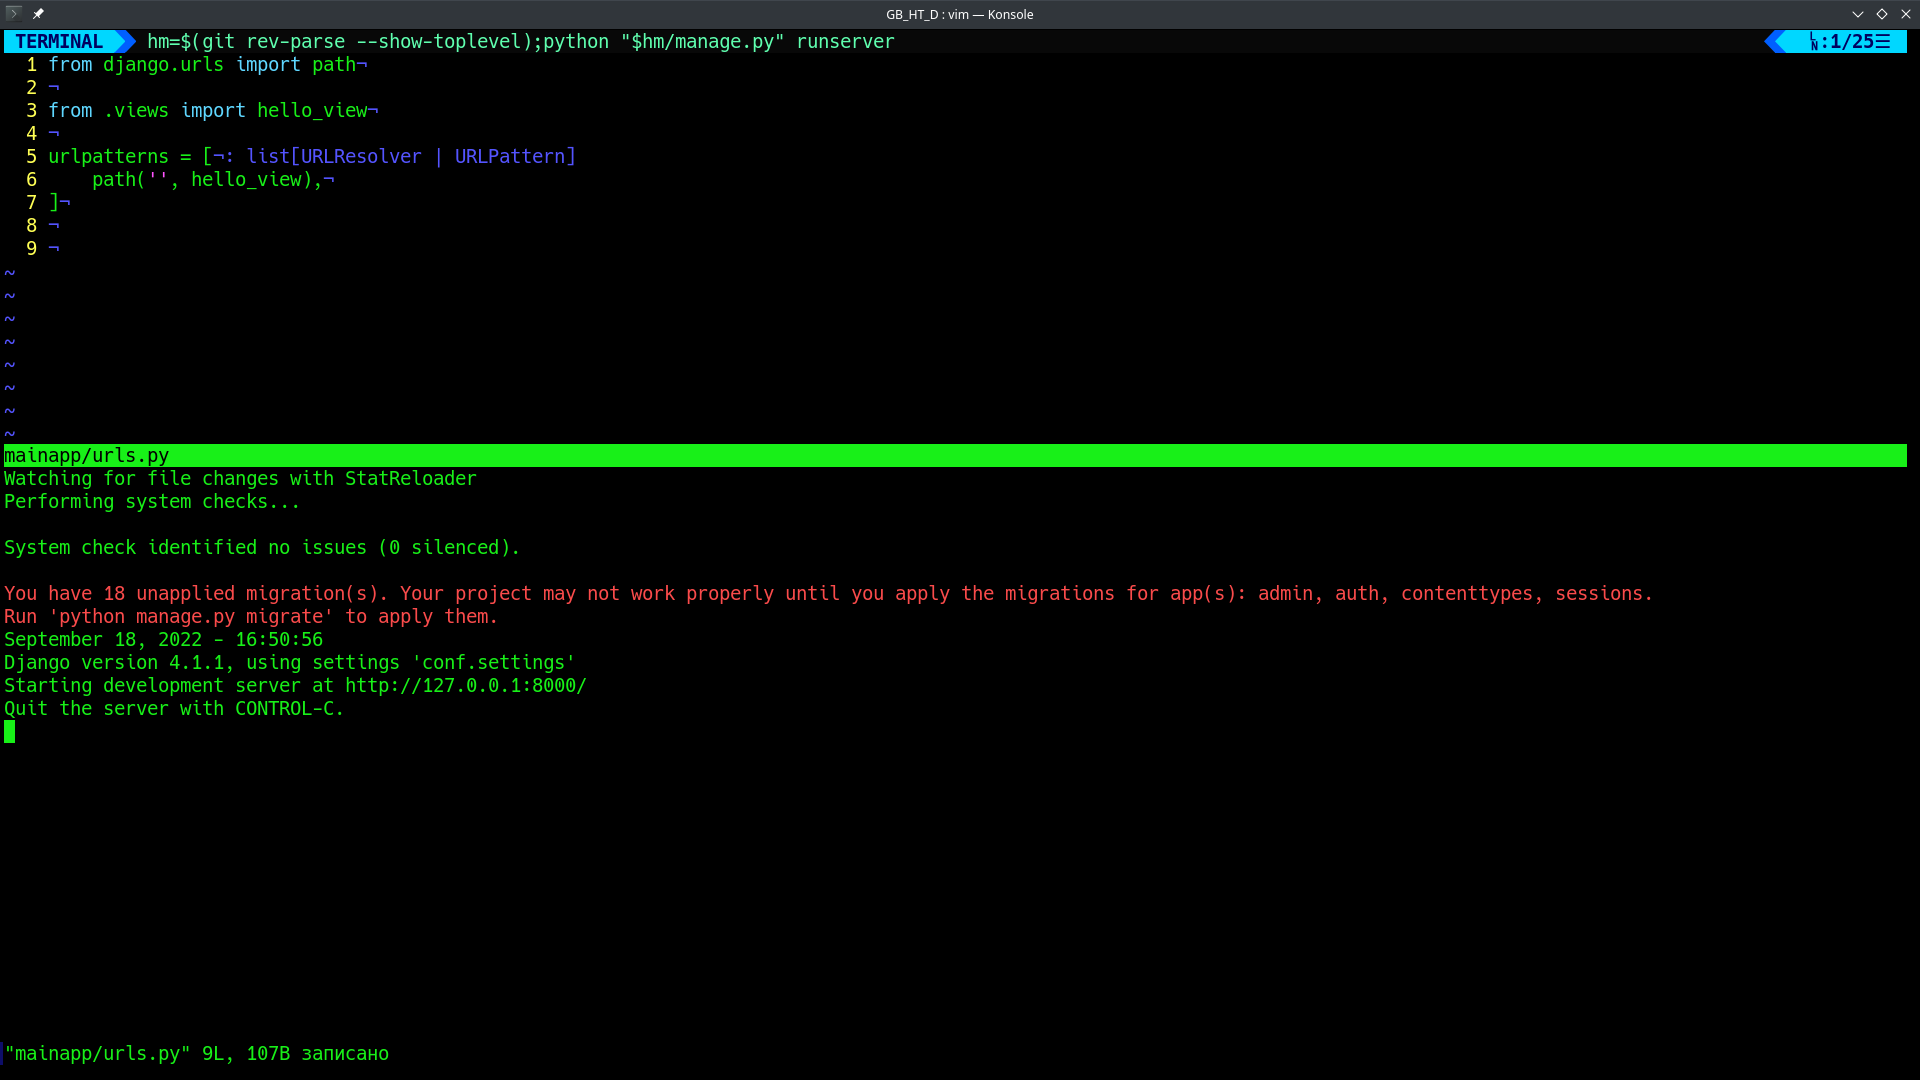 GB_HT_D : vim — Konsole
TERMINAL hm=$(git rev-parse --show-toplevel);python "$hm/manage.py" runserver ㏑:1/25☰
1 from django.urls import path¬
2 ¬
3 from .views import hello_view¬
4 ¬
5 urlpatterns = [¬: list[URLResolver | URLPattern]
6     path('', hello_view),¬
7 ]¬
8 ¬
9 ¬
~
~
~
~
~
~
~
~
mainapp/urls.py
Watching for file changes with StatReloader
Performing system checks...
System check identified no issues (0 silenced).
You have 18 unapplied migration(s). Your project may not work properly until you apply the migrations for app(s): admin, auth, contenttypes, sessions.
Run 'python manage.py migrate' to apply them.
September 18, 2022 - 16:50:56
Django version 4.1.1, using settings 'conf.settings'
Starting development server at http://127.0.0.1:8000/
Quit the server with CONTROL-C.
"mainapp/urls.py" 9L, 107B записано